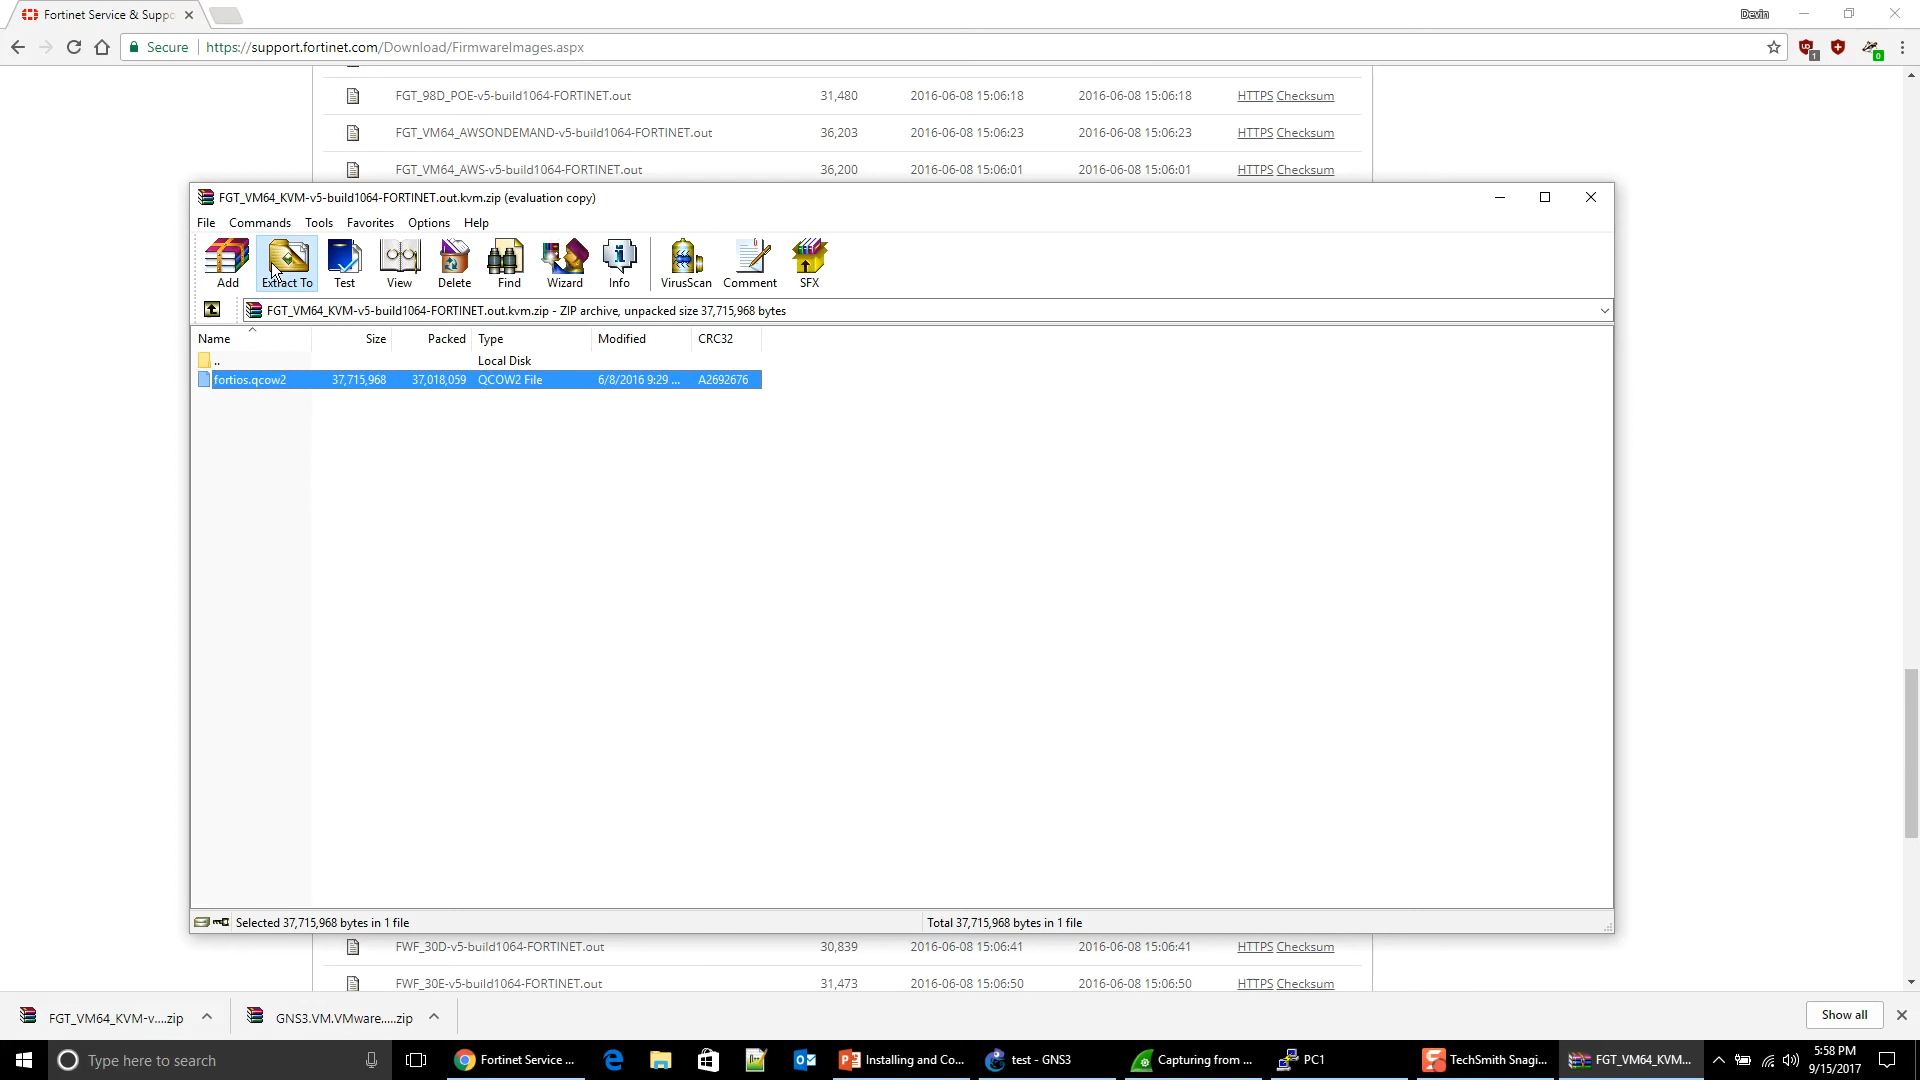 Fortinet Service & Suppo
Devin
Secure https://support.fortinet.com/Download/FirmwareImages.aspx
FGT_98D_POE-v5-build1064-FORTINET.out 31,480 2016-06-08 15:06:18 2016-06-08 15:06:18 HTTPS Checksum
FGT_VM64_AWSONDEMAND-v5-build1064-FORTINET.out 36,203 2016-06-08 15:06:23 2016-06-08 15:06:23 HTTPS Checksum
FGT_VM64_AWS-v5-build1064-FORTINET.out 36,200 2016-06-08 15:06:01 2016-06-08 15:06:01 HTTPS Checksum
FGT_VM64_KVM-v5-build1064-FORTINET.out.kvm.zip (evaluation copy)
File Commands Tools Favorites Options Help
Add Extract To Test View Delete Find Wizard Info VirusScan Comment SFX
FGT_VM64_KVM-v5-build1064-FORTINET.out.kvm.zip - ZIP archive, unpacked size 37,715,968 bytes
Name Size Packed Type Modified CRC32
.. Local Disk
fortios.qcow2 37,715,968 37,018,059 QCOW2 File 6/8/2016 9:29 ... A2692676
Selected 37,715,968 bytes in 1 file Total 37,715,968 bytes in 1 file
FWF_30D-v5-build1064-FORTINET.out 30,839 2016-06-08 15:06:41 2016-06-08 15:06:41 HTTPS Checksum
FWF_30E-v5-build1064-FORTINET.out 31,473 2016-06-08 15:06:50 2016-06-08 15:06:50 HTTPS Checksum
FGT_VM64_KVM-v....zip GNS3.VM.VMware.....zip Show all
Type here to search Fortinet Service ... Installing and Co... test - GNS3 Capturing from ... PC1 TechSmith Snagi... FGT_VM64_KVM... 5:58 PM
9/15/2017